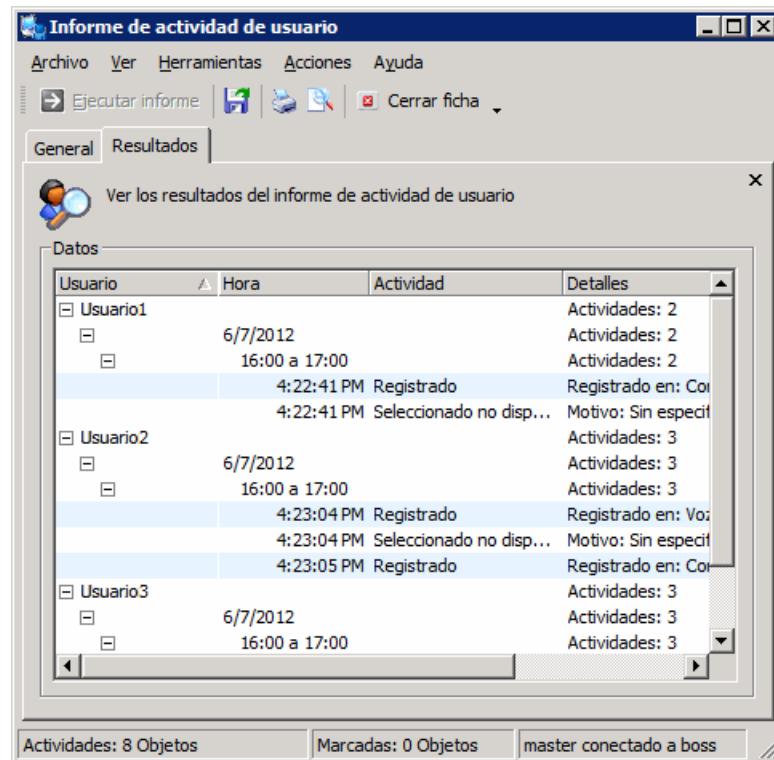 Informe de actividad de usuario
Archivo Ver Herramientas Acciones Ayuda
Ejecutar informe Cerrar ficha
General Resultados
Ver los resultados del informe de actividad de usuario
Datos
Usuario Hora Actividad Detalles
Usuario1 Actividades: 2
6/7/2012 Actividades: 2
16:00 a 17:00 Actividades: 2
4:22:41 PM Registrado Registrado en:
4:22:41 PM Seleccionado no disp... Motivo: Sin especif
Usuario2 Actividades: 3
6/7/2012 Actividades: 3
16:00 a 17:00 Actividades: 3
4:23:04 PM Registrado Registrado en: Voz
4:23:04 PM Seleccionado no disp... Motivo: Sin especif
4:23:05 PM Registrado Registrado en:
Usuario3 Actividades: 3
6/7/2012 Actividades: 3
16:00 a 17:00 Actividades: 3
Actividades: 8 Objetos Marcadas: 0 Objetos master conectado a boss